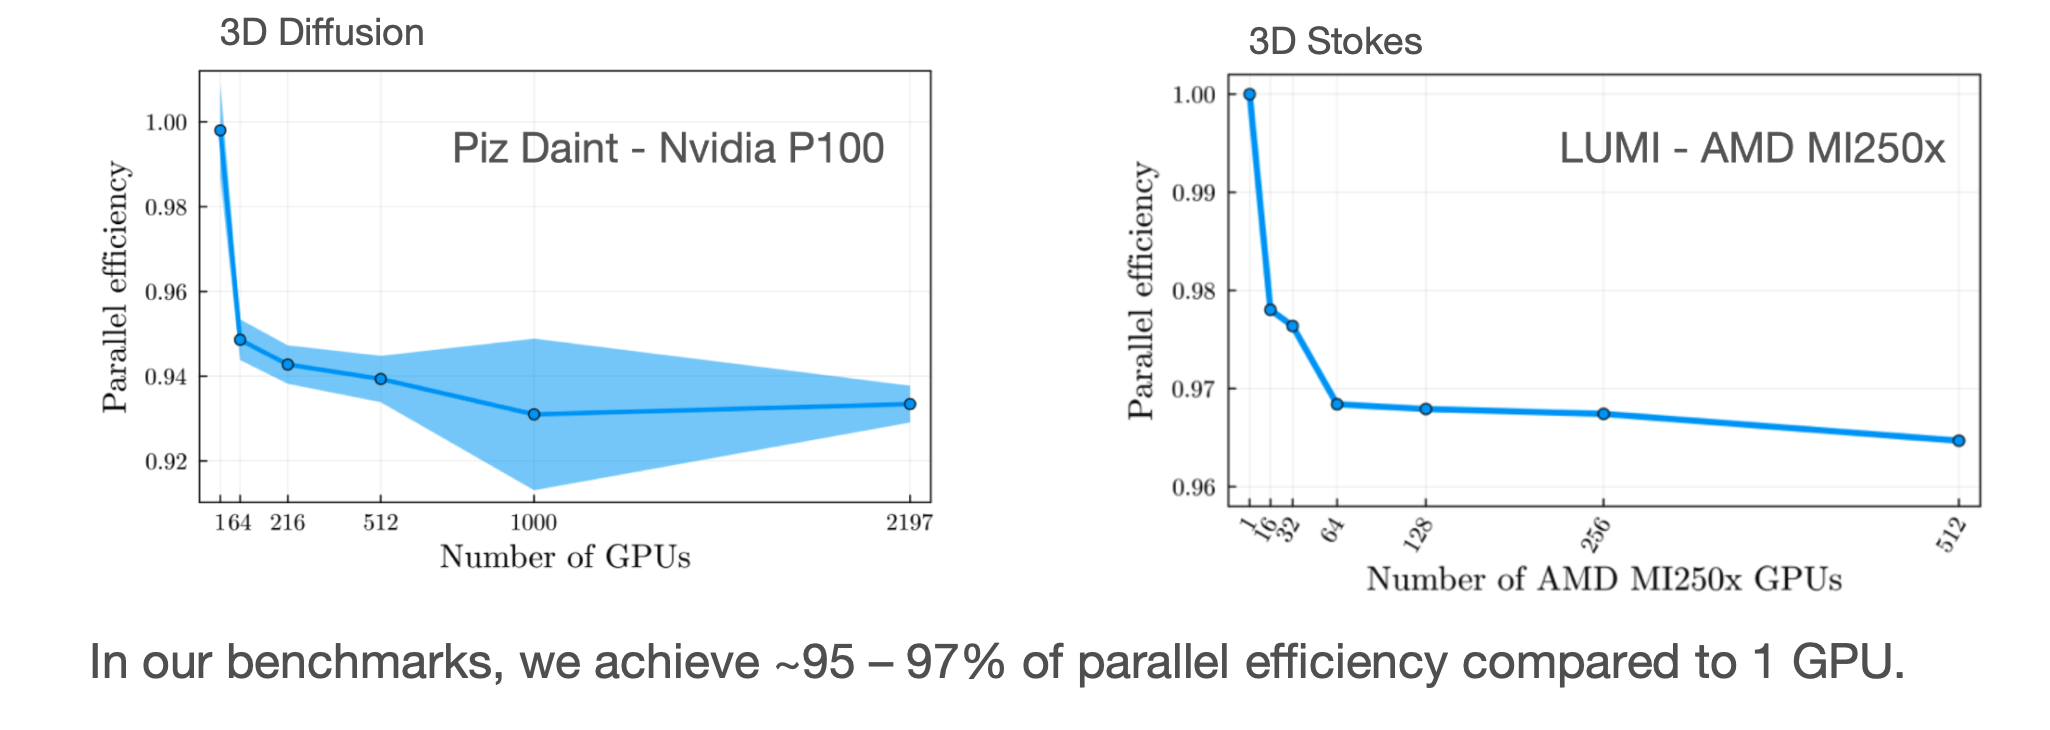 3D Diffusion
Piz Daint - Nvidia P100
Parallel efficiency
1.00
0.98
0.96
0.94
0.92
1 64 216 512 1000 2197
Number of GPUs
3D Stokes
LUMI - AMD MI250x
Parallel efficiency
1.00
0.99
0.98
0.97
0.96
1 16 32 64 128 256 512
Number of AMD MI250x GPUs
In our benchmarks, we achieve ~95 – 97% of parallel efficiency compared to 1 GPU.